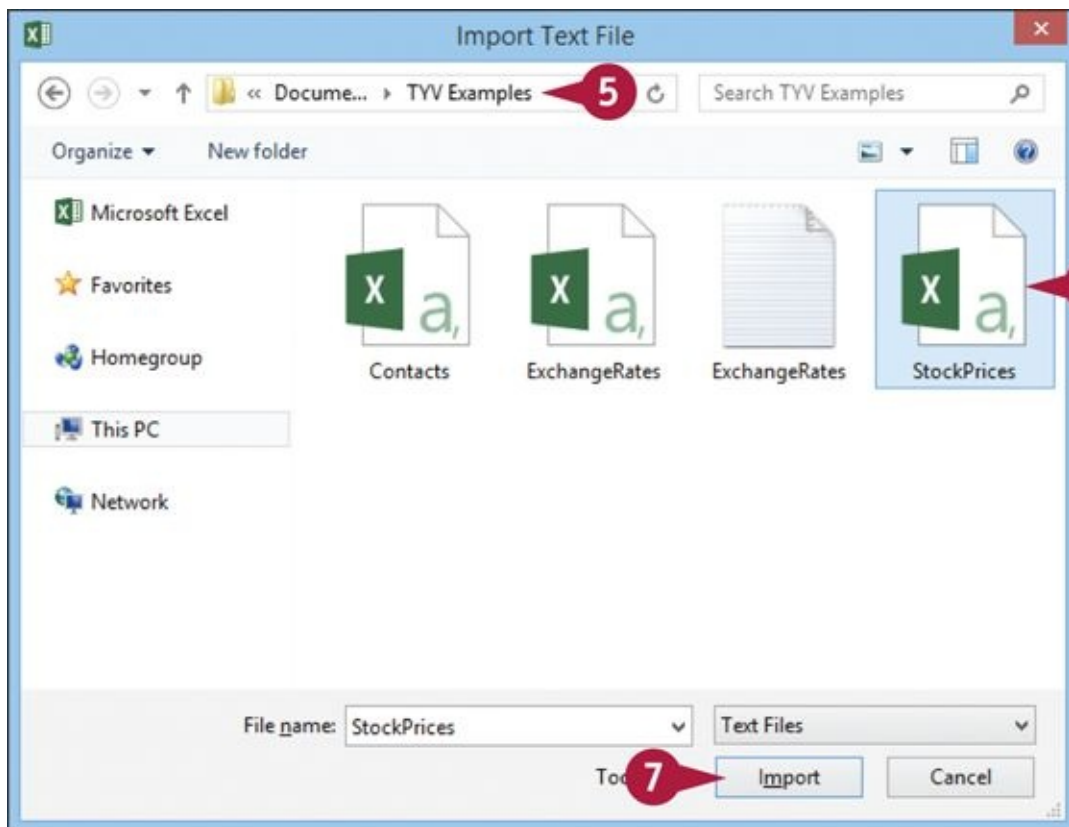 Import Text File
« Docume... TYV Examples 5 Search TYV Examples
Organize New folder
Microsoft Excel
Favorites
Homegroup
This PC
Network
Contacts ExchangeRates ExchangeRates StockPrices
File name: StockPrices Text Files
7 Import Cancel